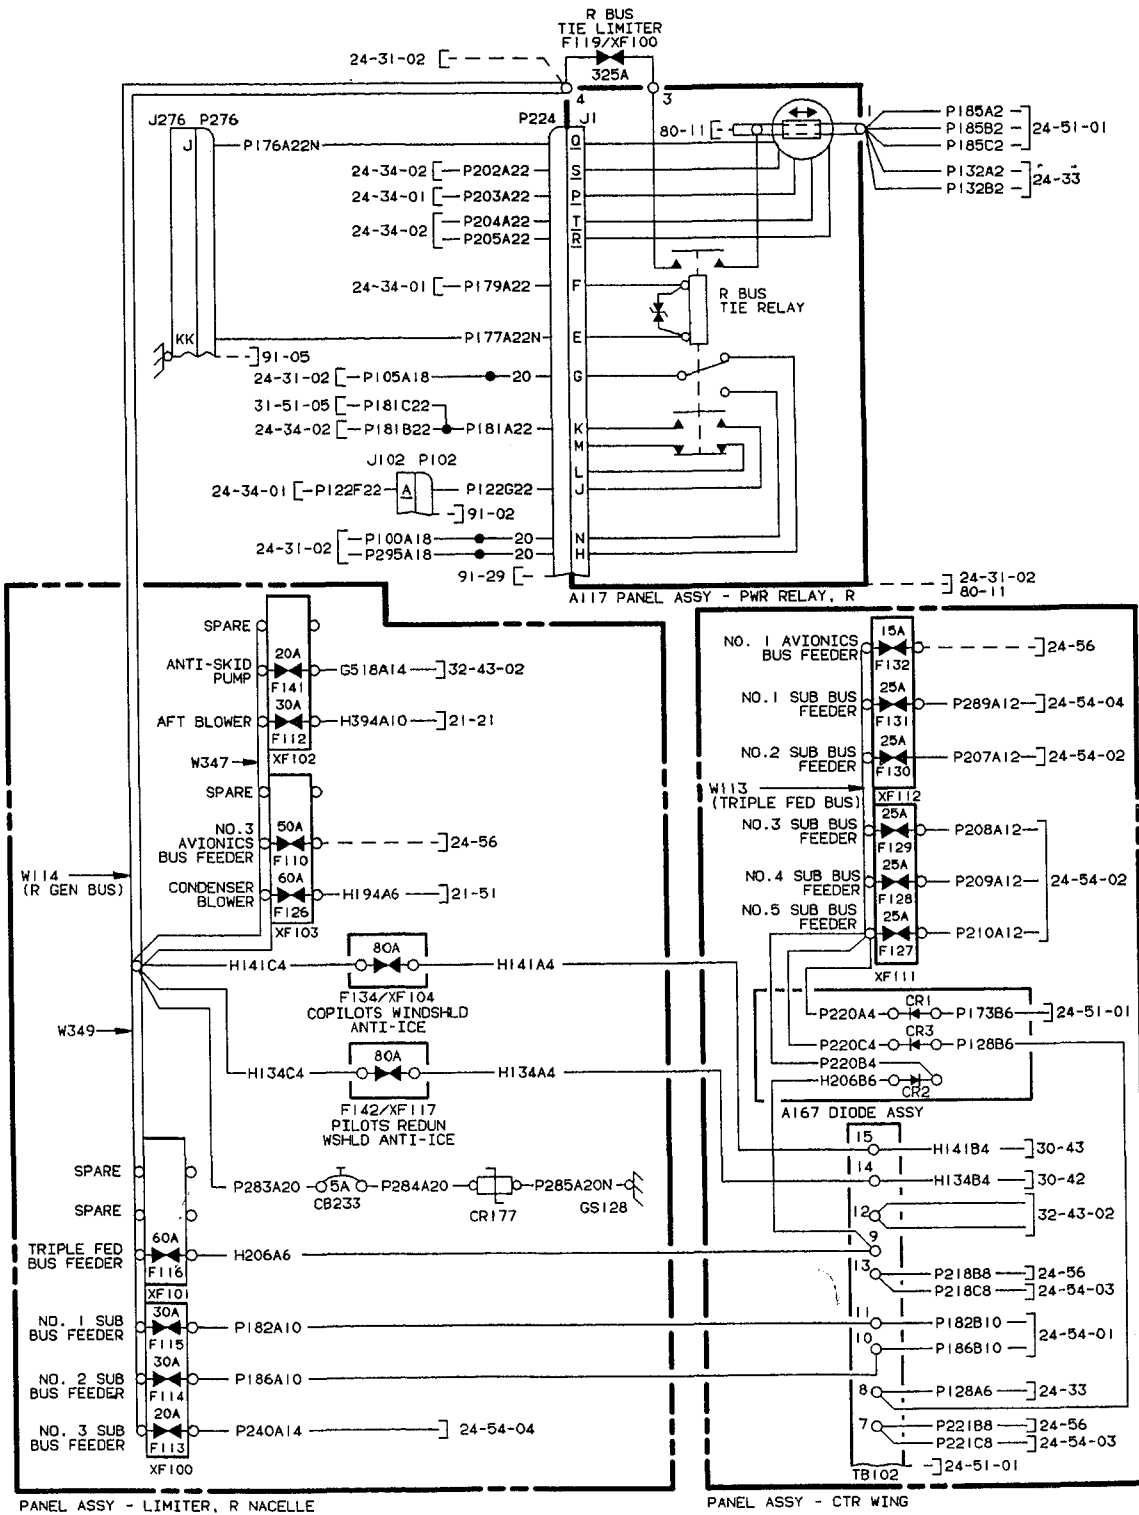 R BUS
TIE LIMITER
F119/XF100
24-31-02
325A
4
3
J276 P276
P224 J1
80-11
1
P185A2
P185B2
24-51-01
P185C2
P132A2
24-33
P132B2
J
P176A22N
Q
24-34-02
P202A22
S
24-34-01
P203A22
P
24-34-02
P204A22
T
P205A22
R
24-34-01
P179A22
F
R BUS
TIE RELAY
KK
P177A22N
E
91-05
24-31-02
P105A18
20
G
31-51-05
P181C22
24-34-02
P181B22
P181A22
K
M
J102 P102
L
24-34-01
P122F22
A
P122G22
J
91-02
24-31-02
P100A18
20
N
P295A18
20
H
91-29
A117 PANEL ASSY - PWR RELAY, R
24-31-02
80-11
SPARE
ANTI-SKID
PUMP
20A
F141
G518A14
32-43-02
AFT BLOWER
30A
F112
H394A10
21-21
W347
XF102
SPARE
NO.3
AVIONICS
BUS FEEDER
50A
F110
24-56
CONDENSER
BLOWER
60A
F126
H194A6
21-51
XF103
W114
(R GEN BUS)
H141C4
80A
H141A4
F134/XF104
COPILOTS WINDSHLD
ANTI-ICE
W349
H134C4
80A
H134A4
F142/XF117
PILOTS REDUN
WSHLD ANTI-ICE
SPARE
P283A20
5A
CB233
P284A20
CR177
P285A20N
GS128
SPARE
TRIPLE FED
BUS FEEDER
60A
F116
H206A6
XF101
NO. 1 SUB
BUS FEEDER
30A
F115
P182A10
NO. 2 SUB
BUS FEEDER
30A
F114
P186A10
NO. 3 SUB
BUS FEEDER
20A
F113
P240A14
24-54-04
XF100
PANEL ASSY - LIMITER, R NACELLE
NO. 1 AVIONICS
BUS FEEDER
15A
F132
24-56
NO.1 SUB BUS
FEEDER
25A
F131
P289A12
24-54-04
NO.2 SUB BUS
FEEDER
25A
F130
P207A12
24-54-02
W113
(TRIPLE FED BUS)
XF112
NO.3 SUB BUS
FEEDER
25A
F129
P208A12
NO.4 SUB BUS
FEEDER
25A
F128
P209A12
24-54-02
NO.5 SUB BUS
FEEDER
25A
F127
P210A12
XF111
P220A4
CR1
P173B6
24-51-01
P220C4
CR3
P128B6
P220B4
H206B6
CR2
A167 DIODE ASSY
15
H141B4
30-43
14
H134B4
30-42
12
32-43-02
9
13
P218B8
24-56
P218C8
24-54-03
11
P182B10
24-54-01
10
P186B10
8
P128A6
24-33
7
P221B8
24-56
P221C8
24-54-03
TB102
24-51-01
PANEL ASSY - CTR WING